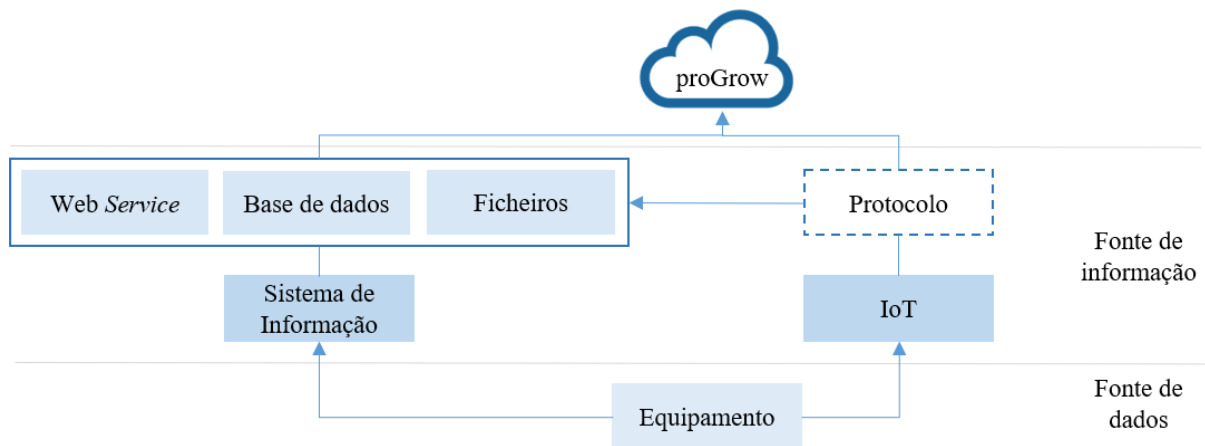 proGrow
Web Service
Base de dados
Ficheiros
Protocolo
Fonte de
informação
Sistema de
Informação
IoT
Equipamento
Fonte de
dados